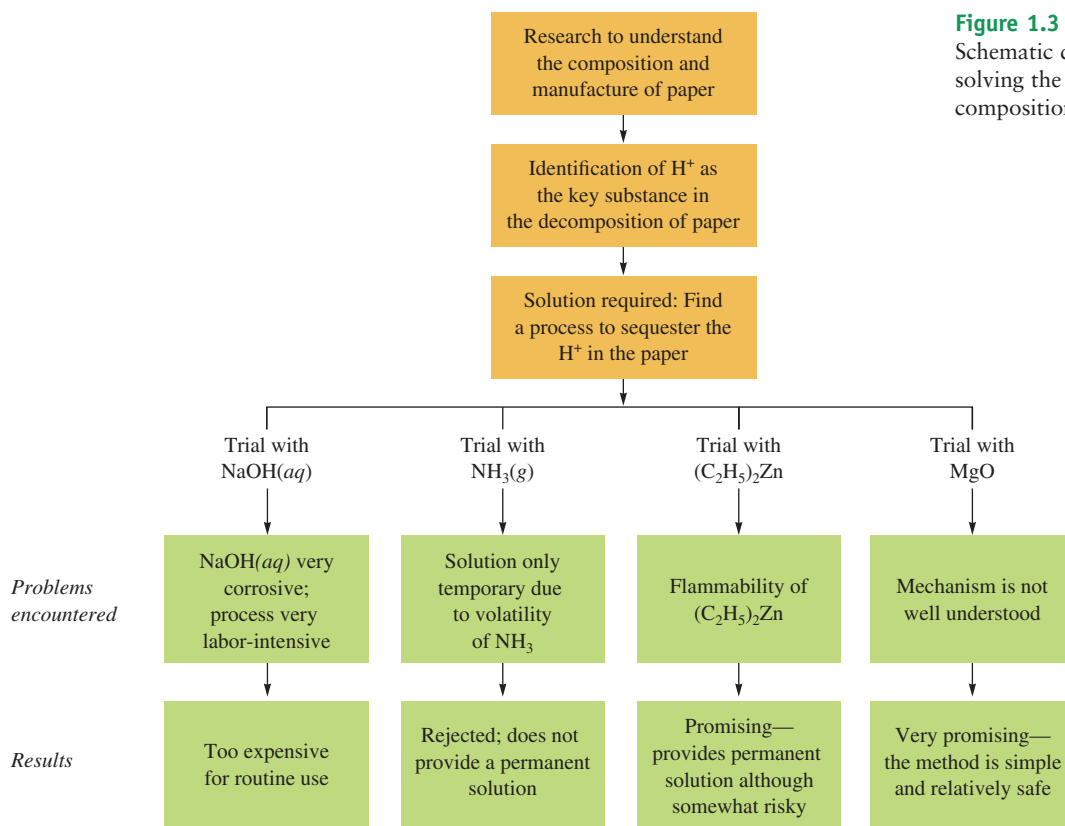 Research to understand
the composition and
manufacture of paper
Figure 1.3
Schematic
solving the
composition
Identification of H⁺ as
the key substance in
the decomposition of paper
Solution required: Find
a process to sequester the
H⁺ in the paper
Trial with
NaOH(aq)
Trial with
NH₃(g)
Trial with
(C₂H₅)₂Zn
Trial with
MgO
Problems
encountered
NaOH(aq) very
corrosive;
process very
labor-intensive
Solution only
temporary due
to volatility
of NH₃
Flammability of
(C₂H₅)₂Zn
Mechanism is not
well understood
Results
Too expensive
for routine use
Rejected; does not
provide a permanent
solution
Promising—
provides permanent
solution although
somewhat risky
Very promising—
the method is simple
and relatively safe